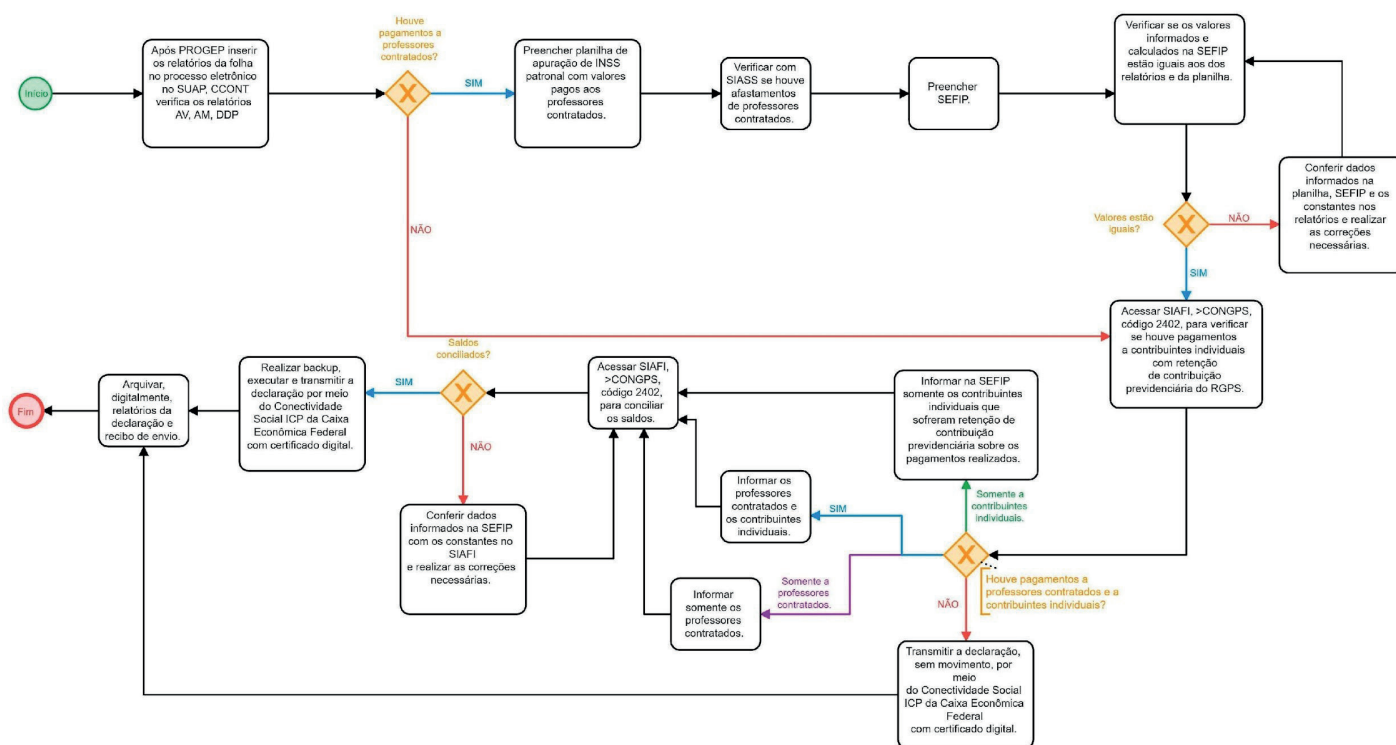 Início
Após PROGEP inserir
os relatórios da folha
no processo eletrônico
no SUAP, CCONT
verifica os relatórios
AV, AM, DDP
Houve
pagamentos a
professores
contratados?
SIM
NÃO
Preencher planilha de
apuração de INSS
patronal com valores
pagos aos
professores
contratados.
Verificar com
SIASS se houve
afastamentos
de professores
contratados.
Preencher
SEFIP.
Verificar se os valores
informados e
calculados na SEFIP
estão iguais aos dos
relatórios e da planilha.
Valores estão
iguais?
NÃO
SIM
Conferir dados
informados na
planilha, SEFIP e os
constantes nos
relatórios e realizar
as correções
necessárias.
Acessar SIAFI, >CONGPS,
código 2402, para verificar
se houve pagamentos
a contribuintes individuais
com retenção
de contribuição
previdenciária do RGPS.
Houve pagamentos a
professores contratados e a
contribuintes individuais?
Somente a
contribuintes
individuais.
SIM
Somente a
professores
contratados.
NÃO
Informar na SEFIP
somente os contribuintes
individuais que
sofreram retenção de
contribuição
previdenciária sobre os
pagamentos realizados.
Informar os
professores
contratados e
os contribuintes
individuais.
Informar
somente os
professores
contratados.
Transmitir a declaração,
sem movimento, por
meio
do Conectividade Social
ICP da Caixa Econômica
Federal
com certificado digital.
Acessar SIAFI,
>CONGPS,
código 2402,
para conciliar
os saldos.
Saldos
conciliados?
SIM
NÃO
Conferir dados
informados na SEFIP
com os constantes no
SIAFI
e realizar as correções
necessárias.
Realizar backup,
executar e transmitir a
declaração por meio
do Conectividade
Social ICP da Caixa
Econômica Federal
com certificado digital.
Arquivar,
digitalmente,
relatórios da
declaração e
recibo de envio.
Fim